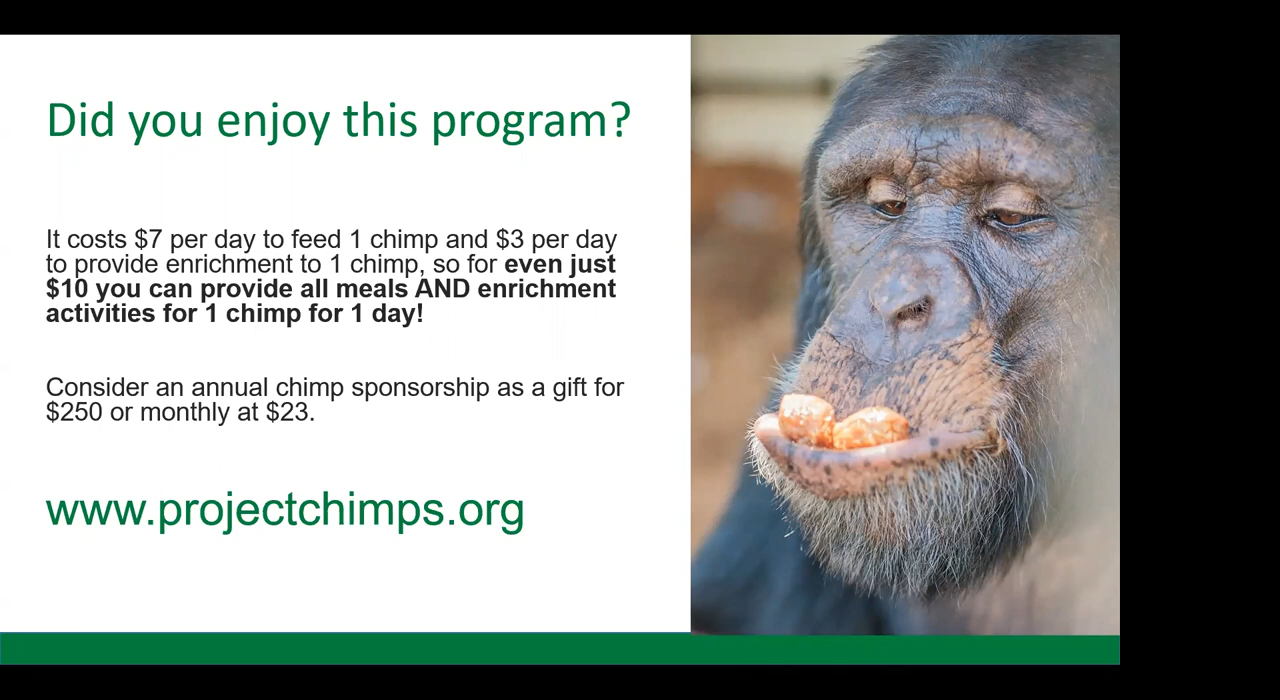 Did you enjoy this program?
It costs $7 per day to feed 1 chimp and $3 per day
to provide enrichment to 1 chimp, so for even just
$10 you can provide all meals AND enrichment
activities for 1 chimp for 1 day!
Consider an annual chimp sponsorship as a gift for
$250 or monthly at $23.
www.projectchimps.org